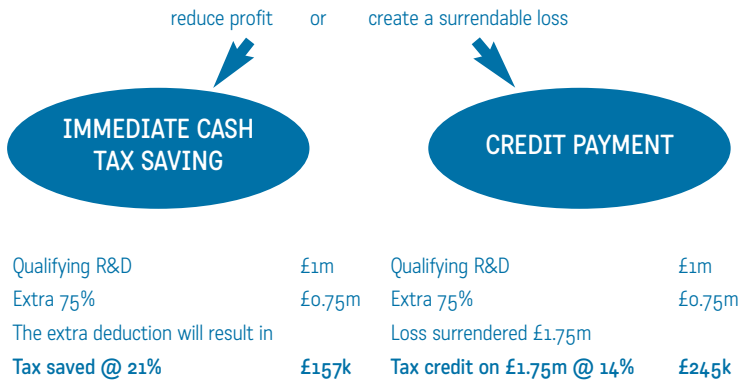 reduce profit or create a surrendable loss
IMMEDIATE CASH
TAX SAVING
CREDIT PAYMENT
Qualifying R&D £1m
Extra 75% £0.75m
The extra deduction will result in
Tax saved @ 21% £157k
Qualifying R&D £1m
Extra 75% £0.75m
Loss surrendered £1.75m
Tax credit on £1.75m @ 14% £245k